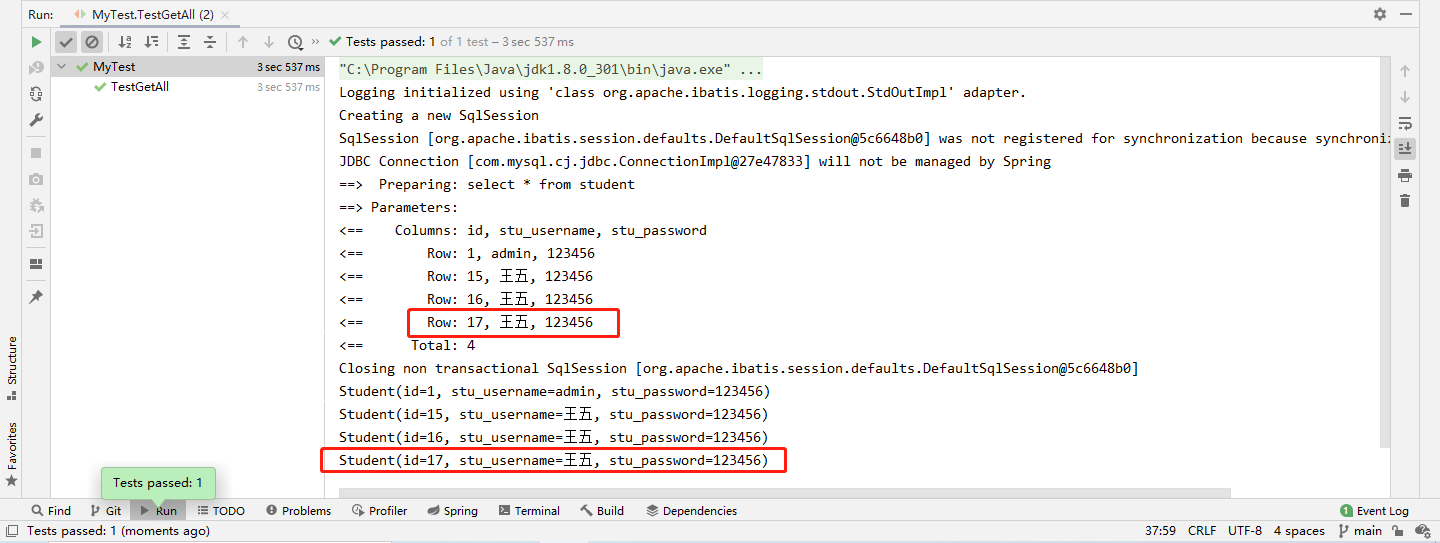 Run: MyTest.TestGetAll (2)
Tests passed: 1 of 1 test – 3 sec 537 ms
MyTest 3 sec 537 ms
TestGetAll 3 sec 537 ms
"C:\Program Files\Java\jdk1.8.0_301\bin\java.exe" ...
Logging initialized using 'class org.apache.ibatis.logging.stdout.StdOutImpl' adapter.
Creating a new SqlSession
SqlSession [org.apache.ibatis.session.defaults.DefaultSqlSession@5c6648b0] was not registered for synchronization because synchroni
JDBC Connection [com.mysql.cj.jdbc.ConnectionImpl@27e47833] will not be managed by Spring
==>  Preparing: select * from student
==> Parameters:
<==    Columns: id, stu_username, stu_password
<==        Row: 1, admin, 123456
<==        Row: 15, 王五, 123456
<==        Row: 16, 王五, 123456
<==        Row: 17, 王五, 123456
<==      Total: 4
Closing non transactional SqlSession [org.apache.ibatis.session.defaults.DefaultSqlSession@5c6648b0]
Student(id=1, stu_username=admin, stu_password=123456)
Student(id=15, stu_username=王五, stu_password=123456)
Student(id=16, stu_username=王五, stu_password=123456)
Student(id=17, stu_username=王五, stu_password=123456)
Structure
Favorites
Tests passed: 1
Find Git Run TODO Problems Profiler Spring Terminal Build Dependencies 1 Event Log
Tests passed: 1 (moments ago) 37:59 CRLF UTF-8 4 spaces main